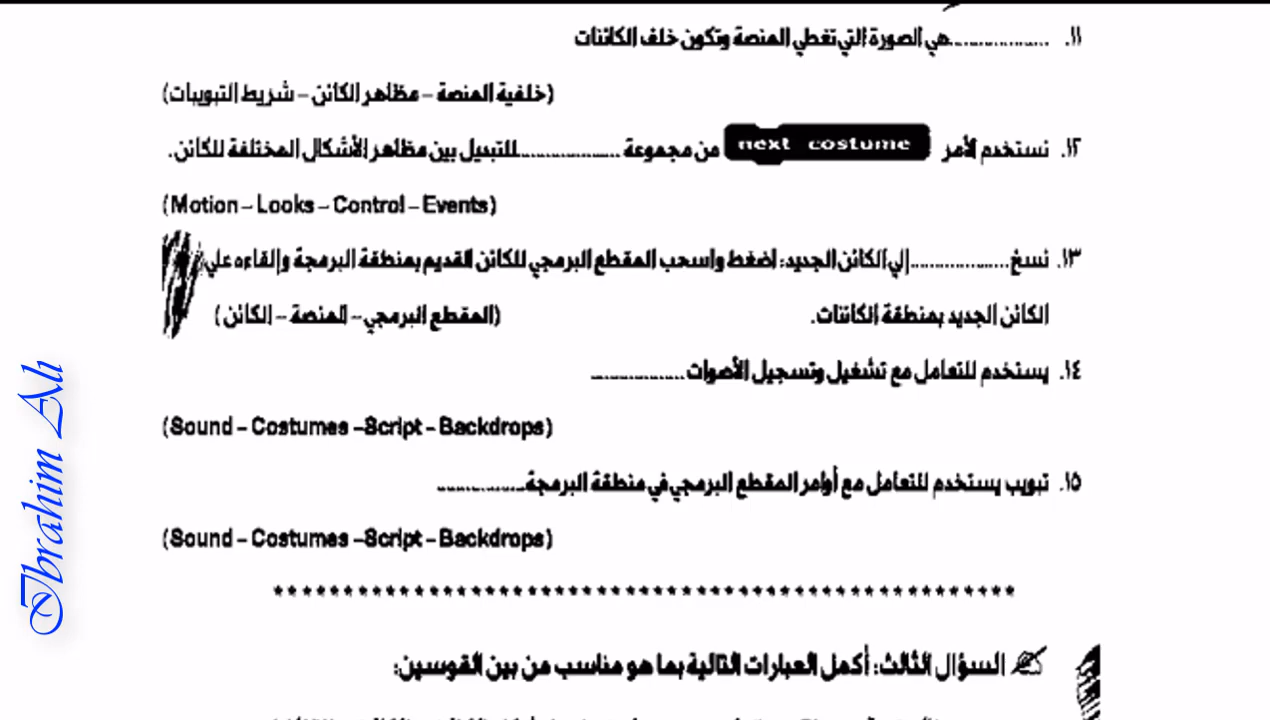 ١١. ....................هي الصورة التي تغطي المنصة وتكون خلف الكائنات
(خلفية المنصة – مظاهر الكائن – شريط التبويبات)
١٢. نستخدم الأمر next costume من مجموعة ....................للتبديل بين مظاهر الأشكال المختلفة للكائن.
(Motion – Looks – Control – Events)
١٣. نسخ ....................إلي الكائن الجديد: اضغط واسحب المقطع البرمجي للكائن القديم بمنطقة البرمجة وإلقاءه علي
الكائن الجديد بمنطقة الكائنات. (المقطع البرمجي– المنصة – الكائن )
١٤. يستخدم للتعامل مع تشغيل وتسجيل الأصوات ....................
(Sound – Costumes –Script – Backdrops)
١٥. تبويب يستخدم للتعامل مع أوامر المقطع البرمجي في منطقة البرمجة....................
(Sound – Costumes –Script – Backdrops)
****************************************************
السؤال الثالث: أكمل العبارات التالية بما هو مناسب من بين القوسين:
Ibrahim Ali